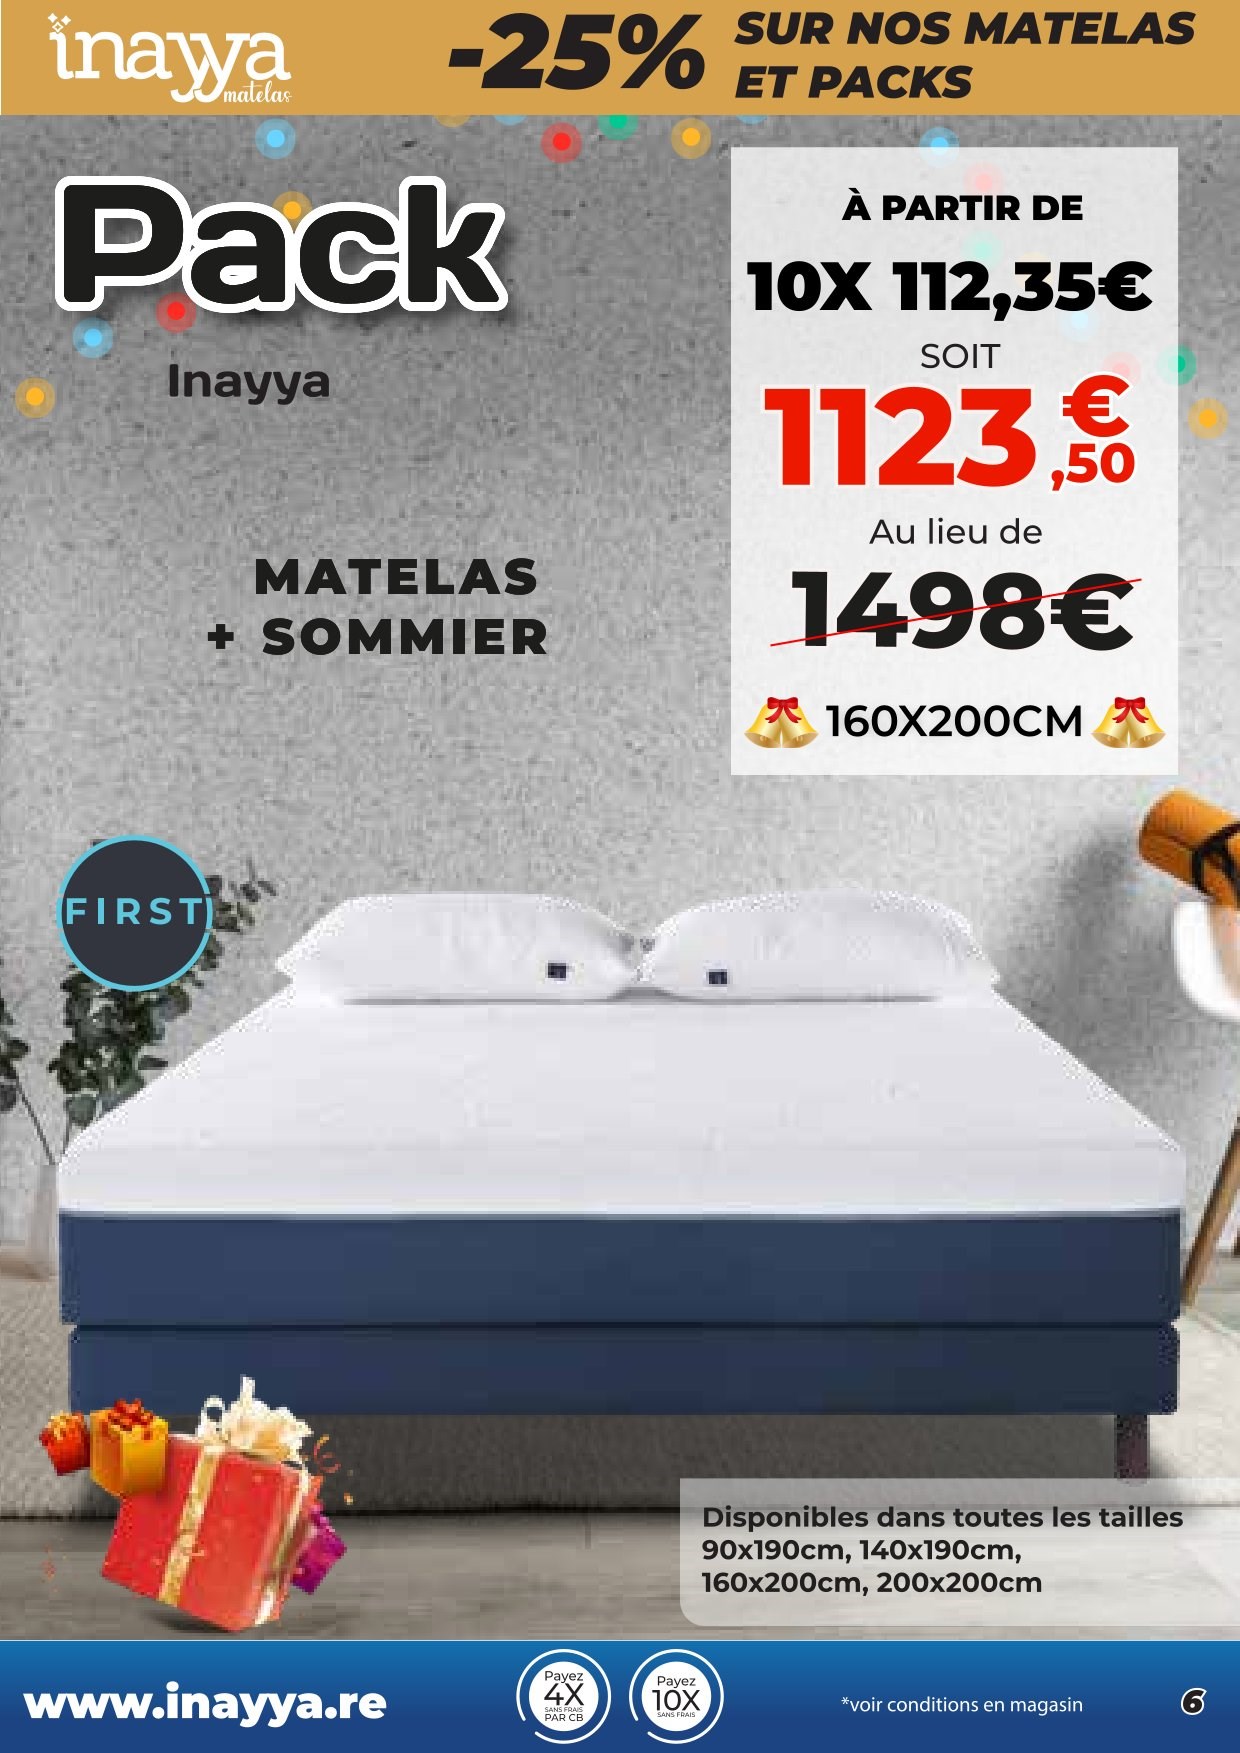 inayya
matelas
-25% SUR NOS MATELAS
ET PACKS
Pack
Inayya
MATELAS
+ SOMMIER
À PARTIR DE
10X 112,35€
SOIT
1123€,50
Au lieu de
1498€
160X200CM
FIRST
Disponibles dans toutes les tailles
90x190cm, 140x190cm,
160x200cm, 200x200cm
www.inayya.re
Payez
4X
SANS FRAIS
PAR CB
Payez
10X
SANS FRAIS
*voir conditions en magasin
6